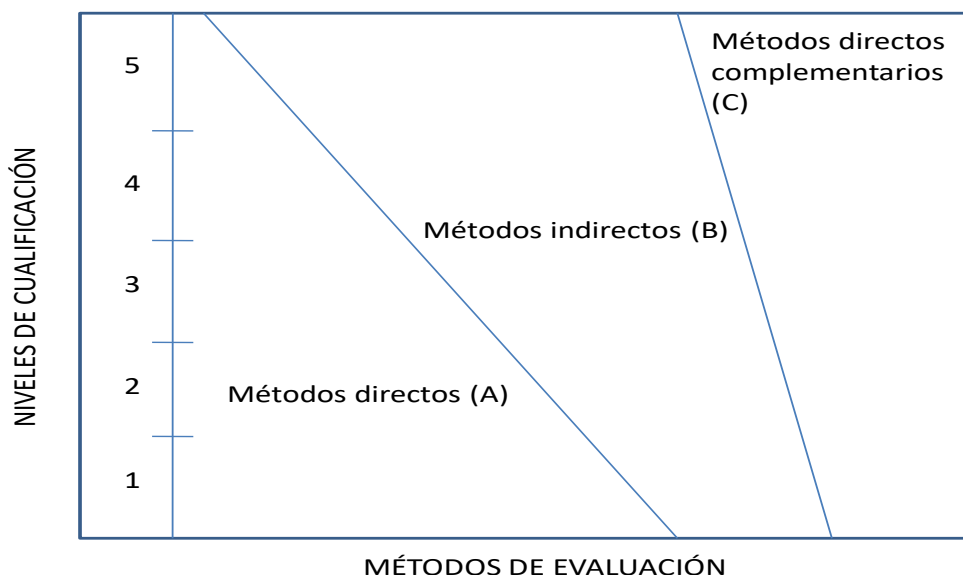 NIVELES DE CUALIFICACIÓN
5
4
3
2
1
Métodos directos
complementarios
(C)
Métodos indirectos (B)
Métodos directos (A)
MÉTODOS DE EVALUACIÓN